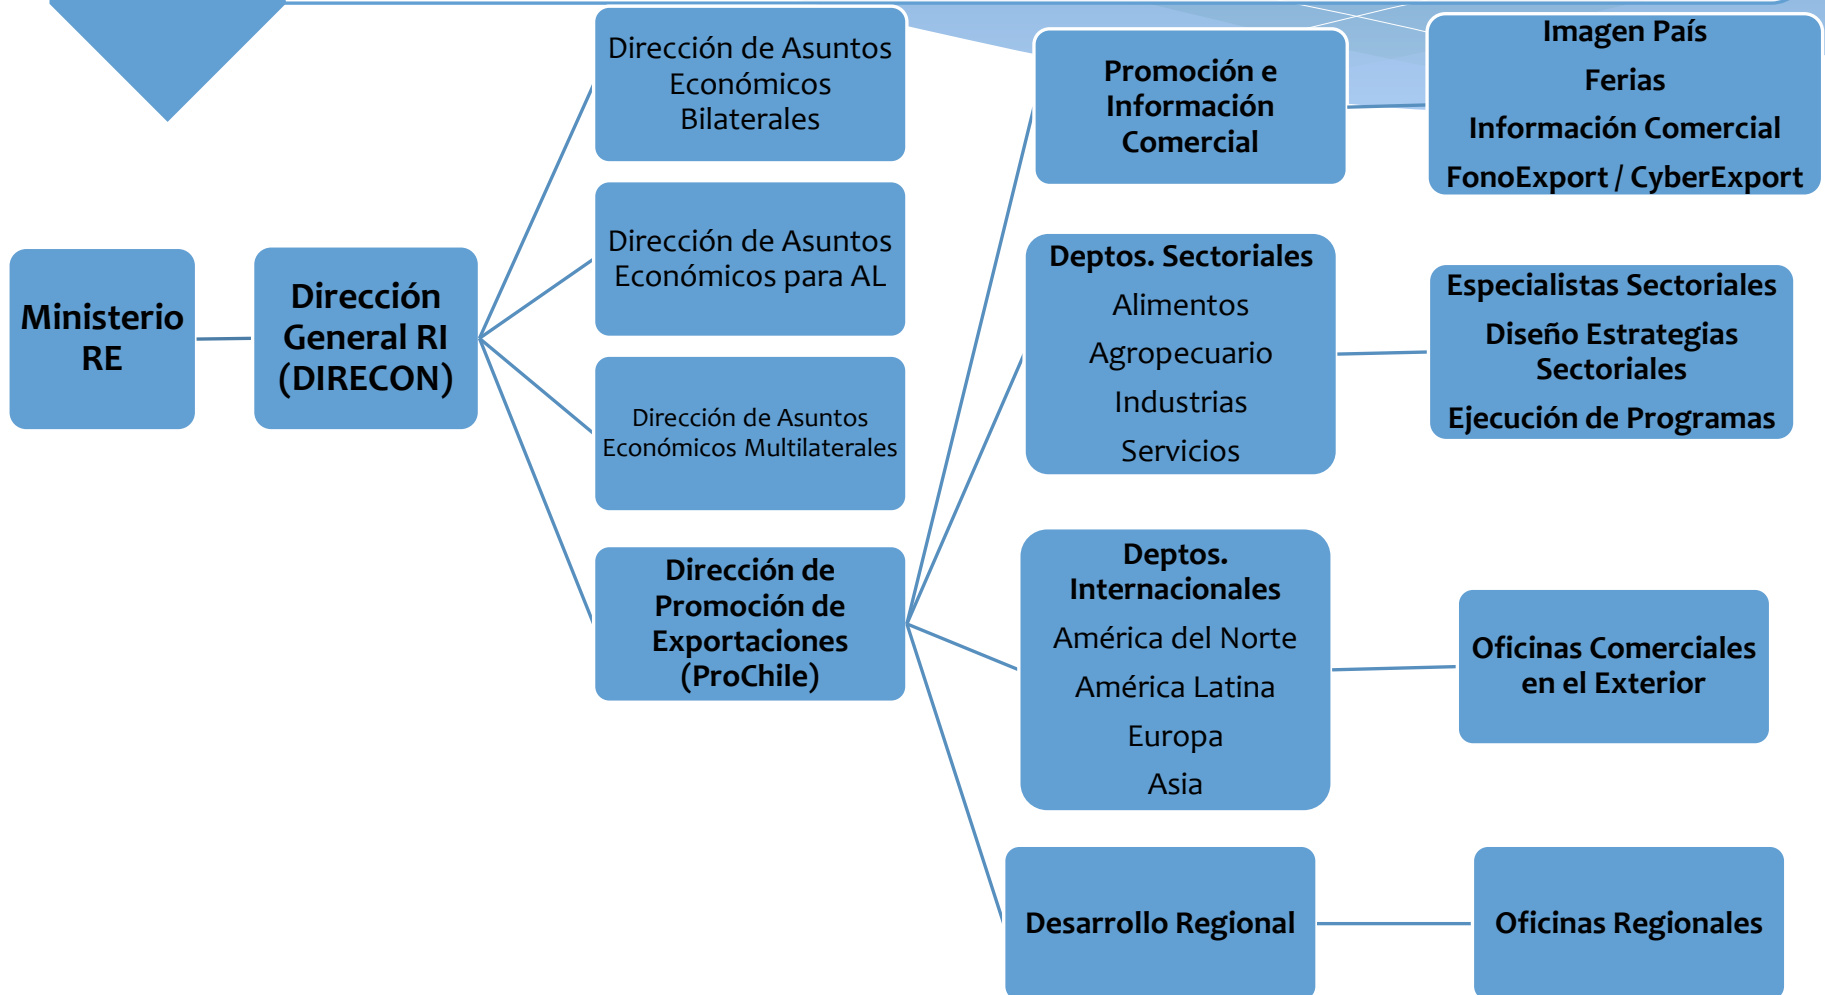 Ministerio
RE
Dirección
General RI
(DIRECON)
Dirección de Asuntos
Económicos
Bilaterales
Dirección de Asuntos
Económicos para AL
Dirección de Asuntos
Económicos Multilaterales
Dirección de
Promoción de
Exportaciones
(ProChile)
Promoción e
Información
Comercial
Imagen País
Ferias
Información Comercial
FonoExport / CyberExport
Deptos. Sectoriales
Alimentos
Agropecuario
Industrias
Servicios
Especialistas Sectoriales
Diseño Estrategias
Sectoriales
Ejecución de Programas
Deptos.
Internacionales
América del Norte
América Latina
Europa
Asia
Oficinas Comerciales
en el Exterior
Desarrollo Regional
Oficinas Regionales